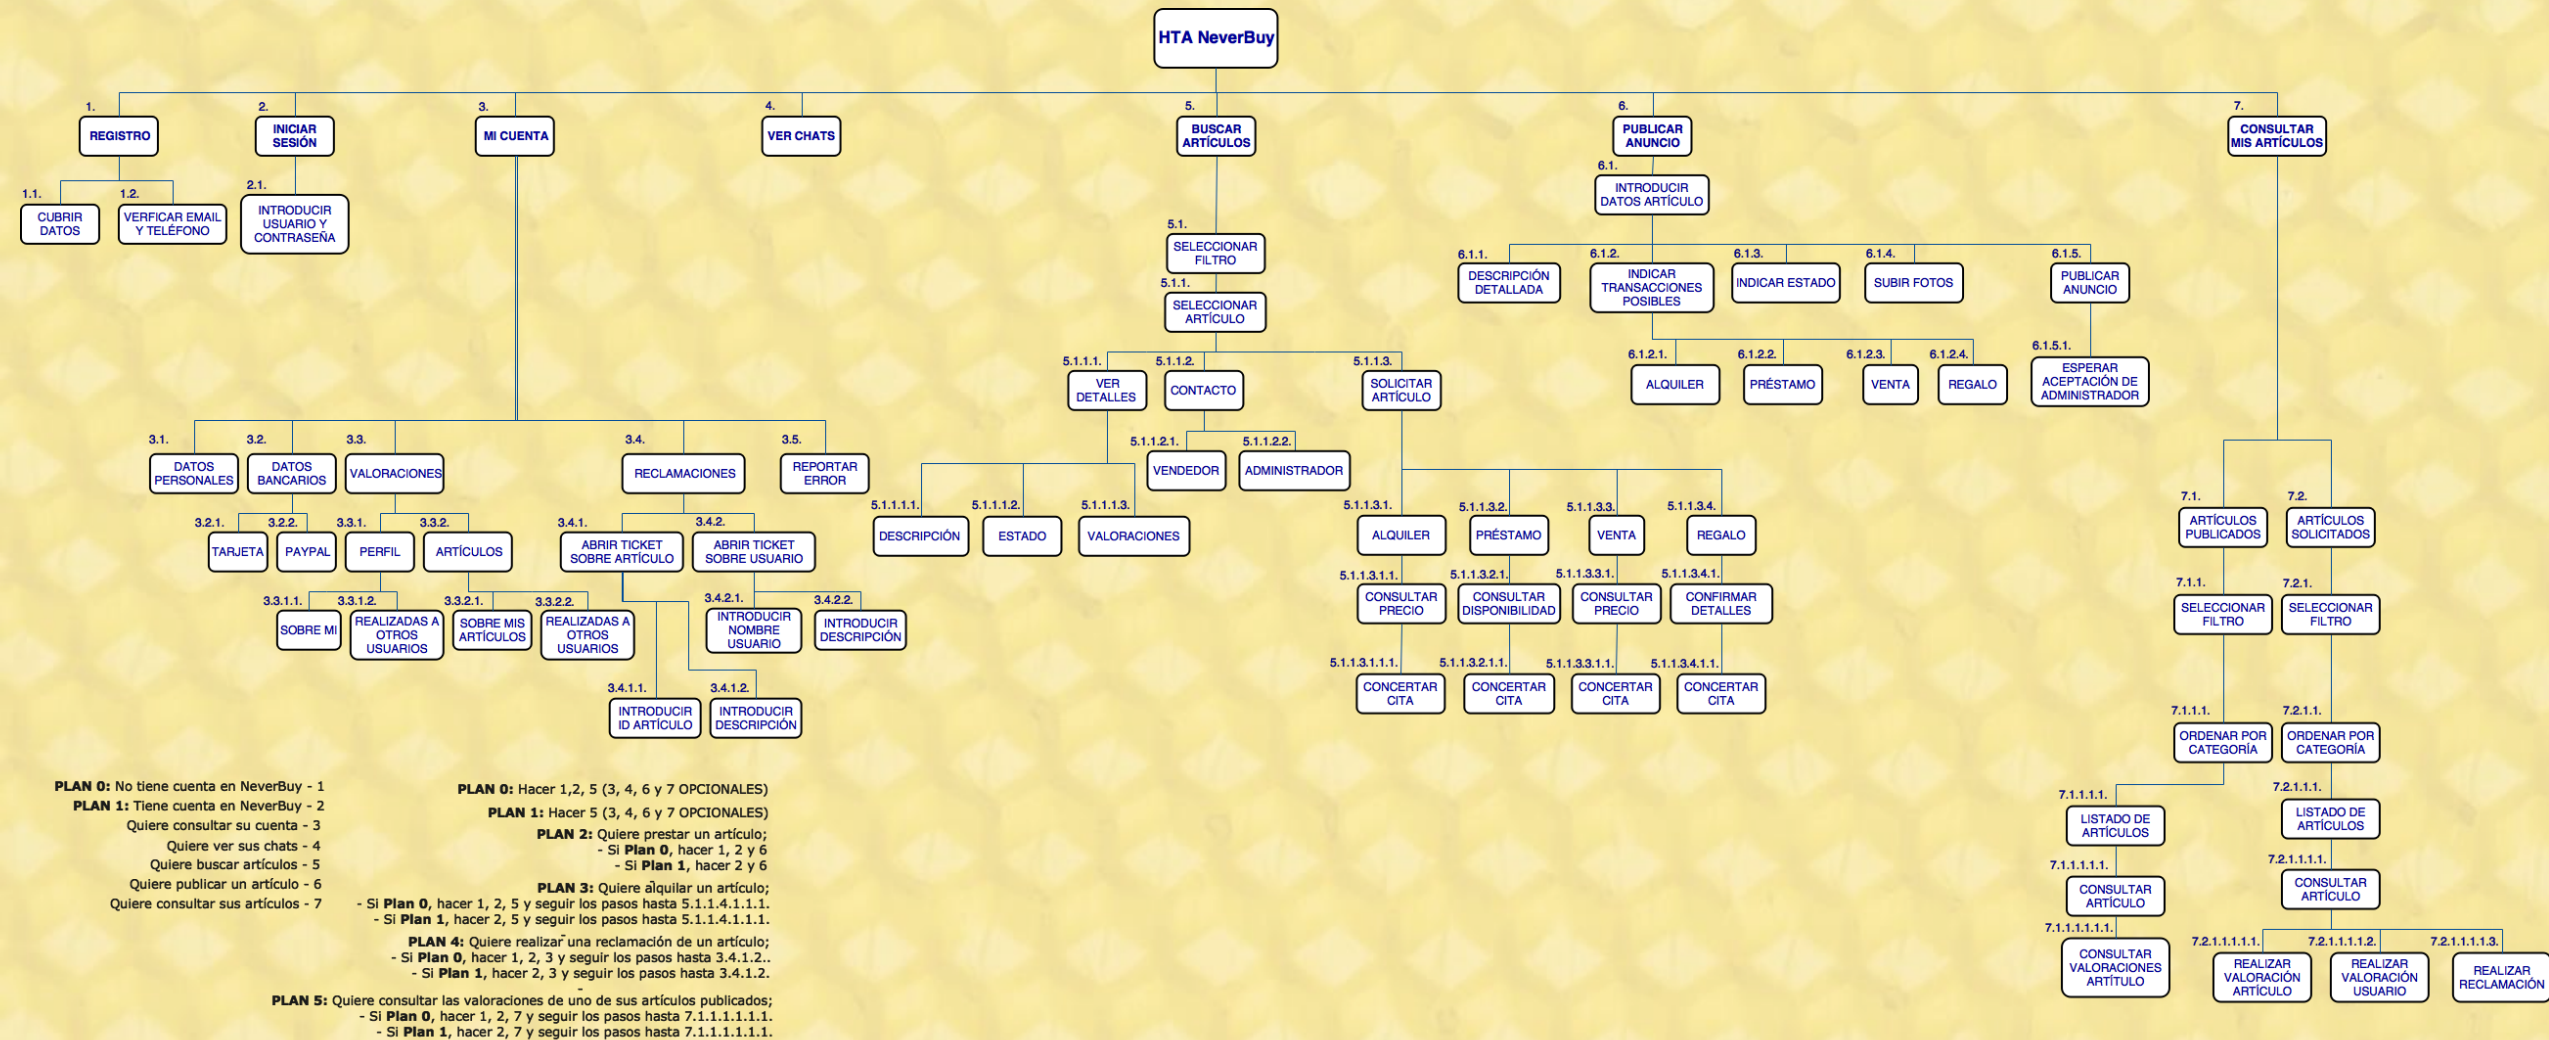 HTA NeverBuy
1.
REGISTRO
2.
INICIAR
SESIÓN
3.
MI CUENTA
4.
VER CHATS
5.
BUSCAR
ARTÍCULOS
6.
PUBLICAR
ANUNCIO
7.
CONSULTAR
MIS ARTÍCULOS
1.1.
CUBRIR
DATOS
1.2.
VERFICAR EMAIL
Y TELÉFONO
2.1.
INTRODUCIR
USUARIO Y
CONTRASEÑA
3.1.
DATOS
PERSONALES
3.2.
DATOS
BANCARIOS
3.3.
VALORACIONES
3.4.
RECLAMACIONES
3.5.
REPORTAR
ERROR
3.2.1.
TARJETA
3.2.2.
PAYPAL
3.3.1.
PERFIL
3.3.2.
ARTÍCULOS
3.4.1.
ABRIR TICKET
SOBRE ARTÍCULO
3.4.2.
ABRIR TICKET
SOBRE USUARIO
3.3.1.1.
SOBRE MI
3.3.1.2.
REALIZADAS A
OTROS
USUARIOS
3.3.2.1.
SOBRE MIS
ARTÍCULOS
3.3.2.2.
REALIZADAS A
OTROS
USUARIOS
3.4.2.1.
INTRODUCIR
NOMBRE
USUARIO
3.4.2.2.
INTRODUCIR
DESCRIPCIÓN
3.4.1.1.
INTRODUCIR
ID ARTÍCULO
3.4.1.2.
INTRODUCIR
DESCRIPCIÓN
5.1.
SELECCIONAR
FILTRO
5.1.1.
SELECCIONAR
ARTÍCULO
5.1.1.1.
VER
DETALLES
5.1.1.2.
CONTACTO
5.1.1.3.
SOLICITAR
ARTÍCULO
5.1.1.2.1.
VENDEDOR
5.1.1.2.2.
ADMINISTRADOR
5.1.1.1.1.
DESCRIPCIÓN
5.1.1.1.2.
ESTADO
5.1.1.1.3.
VALORACIONES
5.1.1.3.1.
ALQUILER
5.1.1.3.2.
PRÉSTAMO
5.1.1.3.3.
VENTA
5.1.1.3.4.
REGALO
5.1.1.3.1.1.
CONSULTAR
PRECIO
5.1.1.3.2.1.
CONSULTAR
DISPONIBILIDAD
5.1.1.3.3.1.
CONSULTAR
PRECIO
5.1.1.3.4.1.
CONFIRMAR
DETALLES
5.1.1.3.1.1.1.
CONCERTAR
CITA
5.1.1.3.2.1.1.
CONCERTAR
CITA
5.1.1.3.3.1.1.
CONCERTAR
CITA
5.1.1.3.4.1.1.
CONCERTAR
CITA
6.1.
INTRODUCIR
DATOS ARTÍCULO
6.1.1.
DESCRIPCIÓN
DETALLADA
6.1.2.
INDICAR
TRANSACCIONES
POSIBLES
6.1.3.
INDICAR ESTADO
6.1.4.
SUBIR FOTOS
6.1.5.
PUBLICAR
ANUNCIO
6.1.2.1.
ALQUILER
6.1.2.2.
PRÉSTAMO
6.1.2.3.
VENTA
6.1.2.4.
REGALO
6.1.5.1.
ESPERAR
ACEPTACIÓN DE
ADMINISTRADOR
7.1.
ARTÍCULOS
PUBLICADOS
7.2.
ARTÍCULOS
SOLICITADOS
7.1.1.
SELECCIONAR
FILTRO
7.2.1.
SELECCIONAR
FILTRO
7.1.1.1.
ORDENAR POR
CATEGORÍA
7.2.1.1.
ORDENAR POR
CATEGORÍA
7.1.1.1.1.
LISTADO DE
ARTÍCULOS
7.2.1.1.1.
LISTADO DE
ARTÍCULOS
7.1.1.1.1.1.
CONSULTAR
ARTÍCULO
7.2.1.1.1.1.
CONSULTAR
ARTÍCULO
7.1.1.1.1.1.1.
CONSULTAR
VALORACIONES
ARTÍTULO
7.2.1.1.1.1.1.
REALIZAR
VALORACIÓN
ARTÍCULO
7.2.1.1.1.1.2.
REALIZAR
VALORACIÓN
USUARIO
7.2.1.1.1.1.3.
REALIZAR
RECLAMACIÓN
PLAN 0: No tiene cuenta en NeverBuy - 1
PLAN 1: Tiene cuenta en NeverBuy - 2
Quiere consultar su cuenta - 3
Quiere ver sus chats - 4
Quiere buscar artículos - 5
Quiere publicar un artículo - 6
Quiere consultar sus artículos - 7
PLAN 0: Hacer 1,2, 5 (3, 4, 6 y 7 OPCIONALES)
PLAN 1: Hacer 5 (3, 4, 6 y 7 OPCIONALES)
PLAN 2: Quiere prestar un artículo;
- Si Plan 0, hacer 1, 2 y 6
- Si Plan 1, hacer 2 y 6
-
PLAN 3: Quiere alquilar un artículo;
- Si Plan 0, hacer 1, 2, 5 y seguir los pasos hasta 5.1.1.4.1.1.1.
- Si Plan 1, hacer 2, 5 y seguir los pasos hasta 5.1.1.4.1.1.1.
-
PLAN 4: Quiere realizar una reclamación de un artículo;
- Si Plan 0, hacer 1, 2, 3 y seguir los pasos hasta 3.4.1.2..
- Si Plan 1, hacer 2, 3 y seguir los pasos hasta 3.4.1.2.
-
PLAN 5: Quiere consultar las valoraciones de uno de sus artículos publicados;
- Si Plan 0, hacer 1, 2, 7 y seguir los pasos hasta 7.1.1.1.1.1.1.
- Si Plan 1, hacer 2, 7 y seguir los pasos hasta 7.1.1.1.1.1.1.